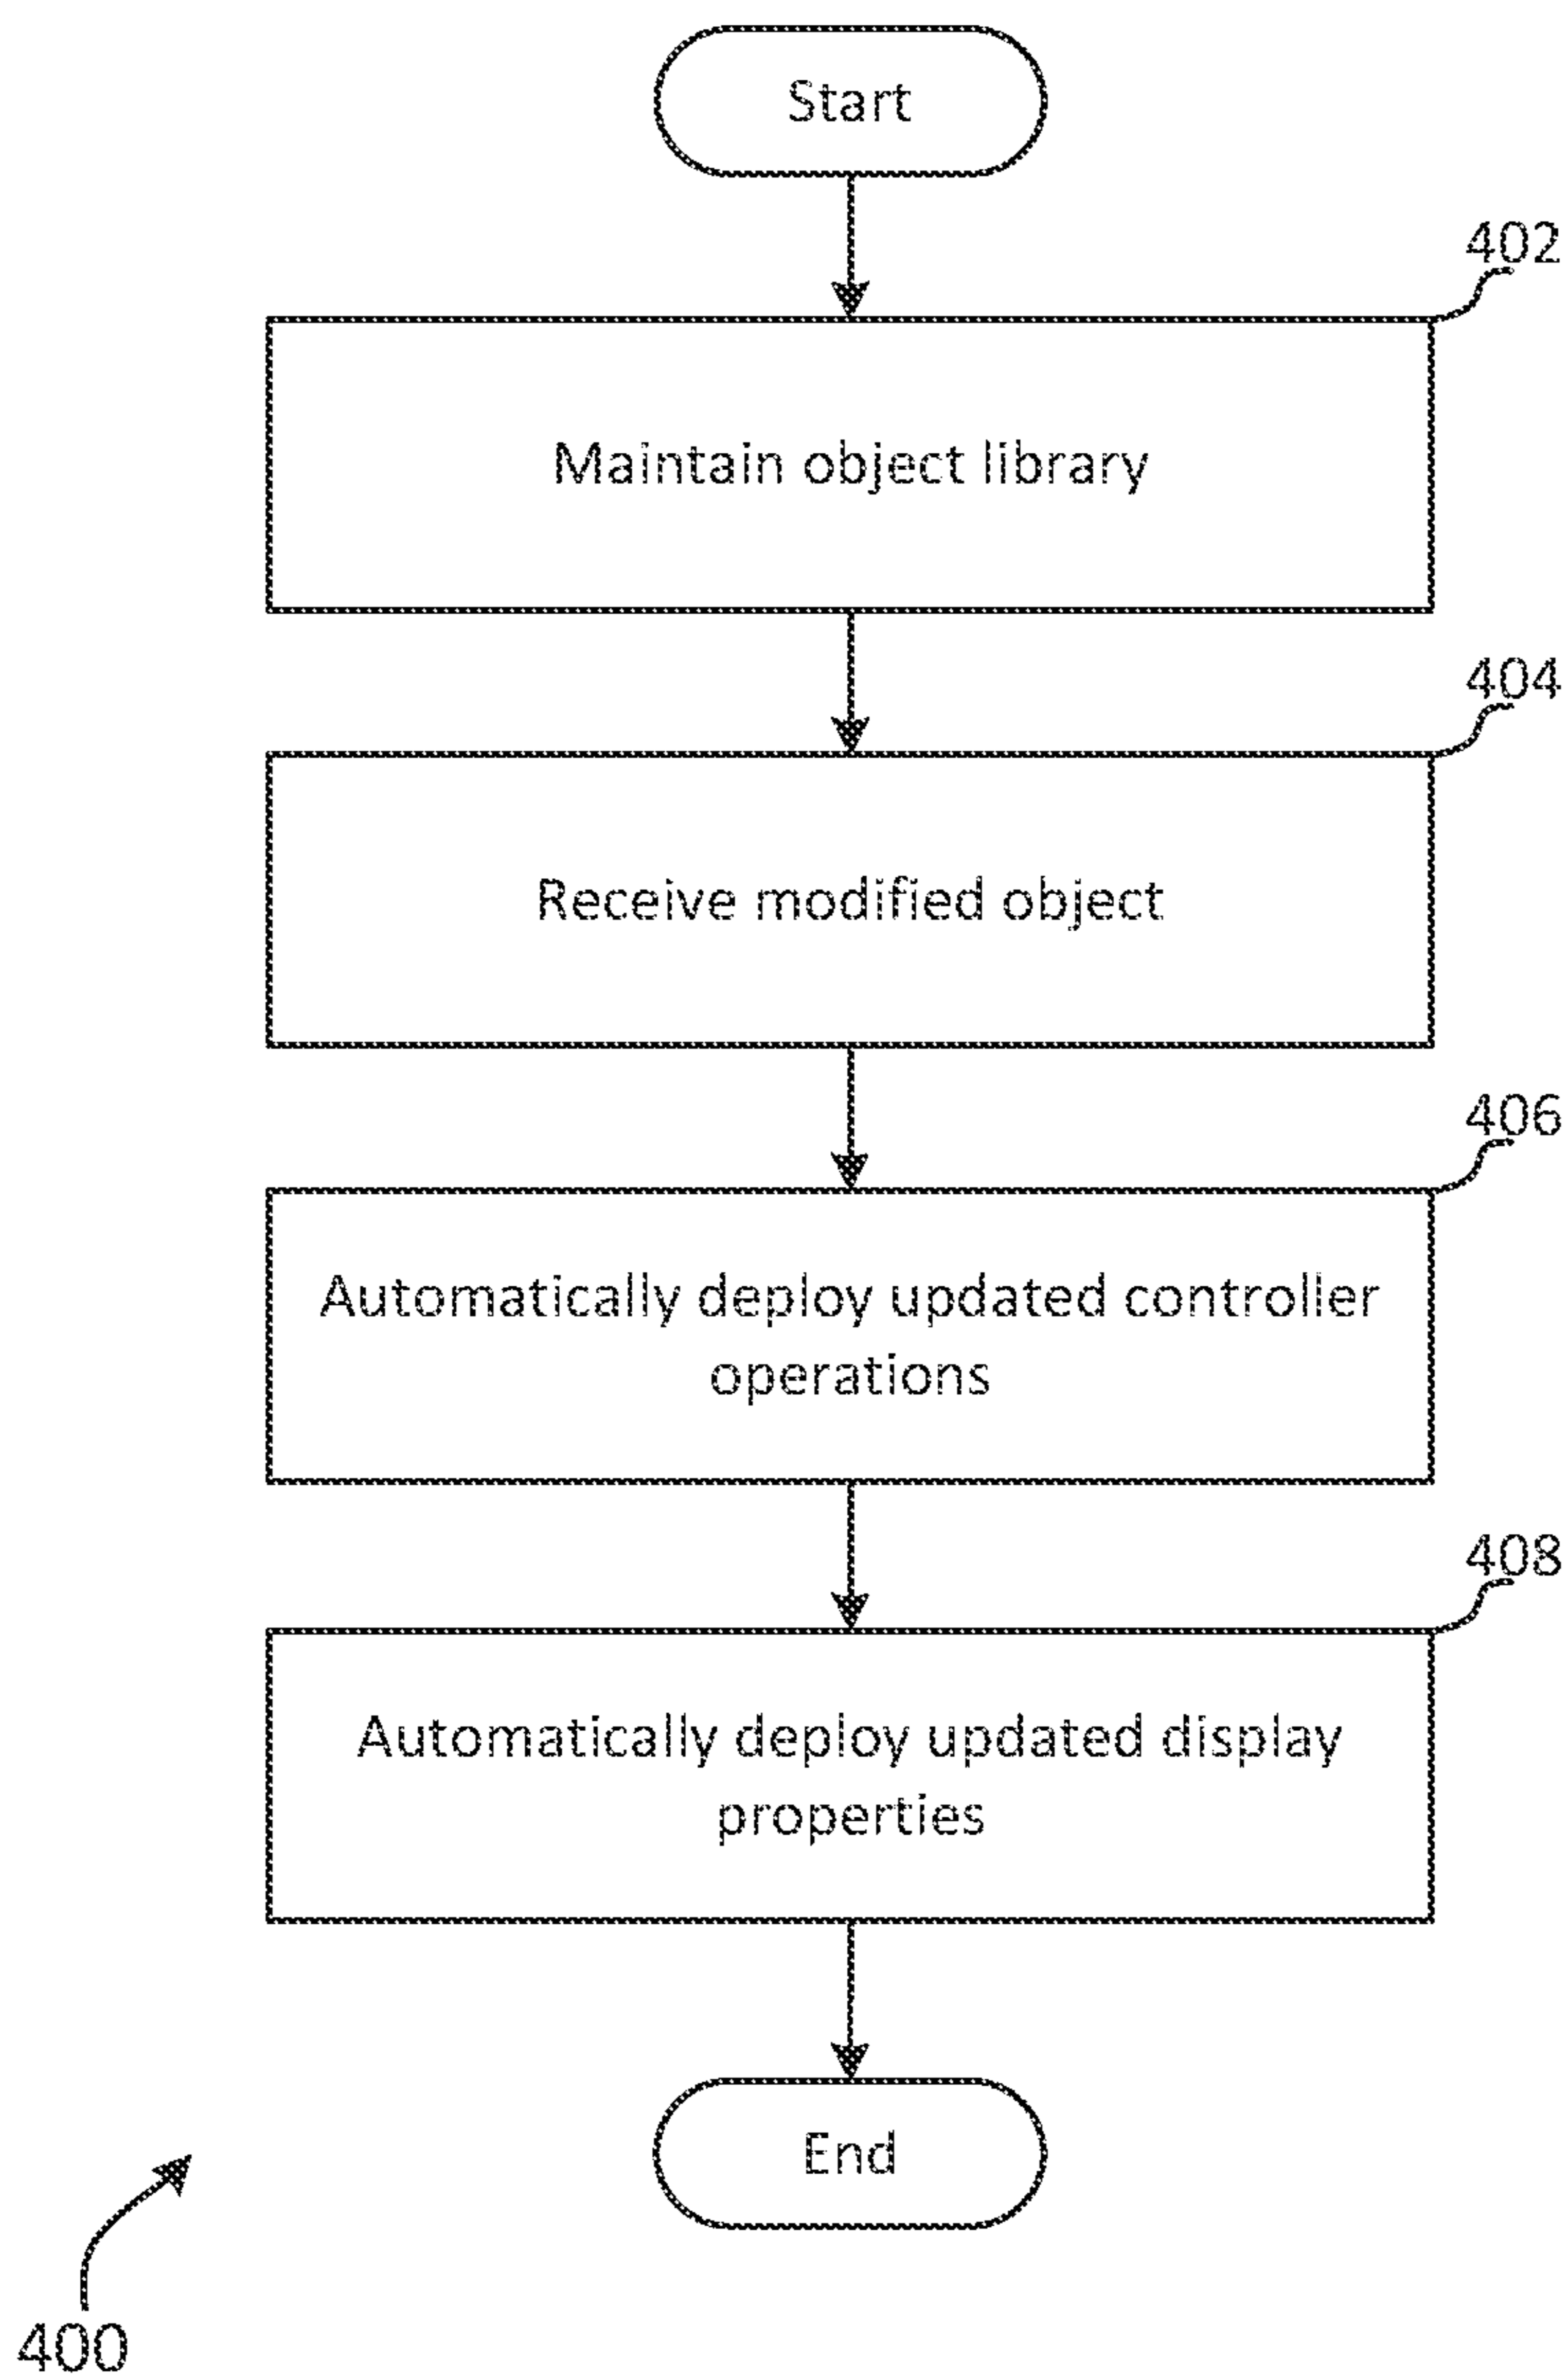 Start
402
Maintain object library
404
Receive modified object
406
Automatically deploy updated controller
operations
408
Automatically deploy updated display
properties
End
400